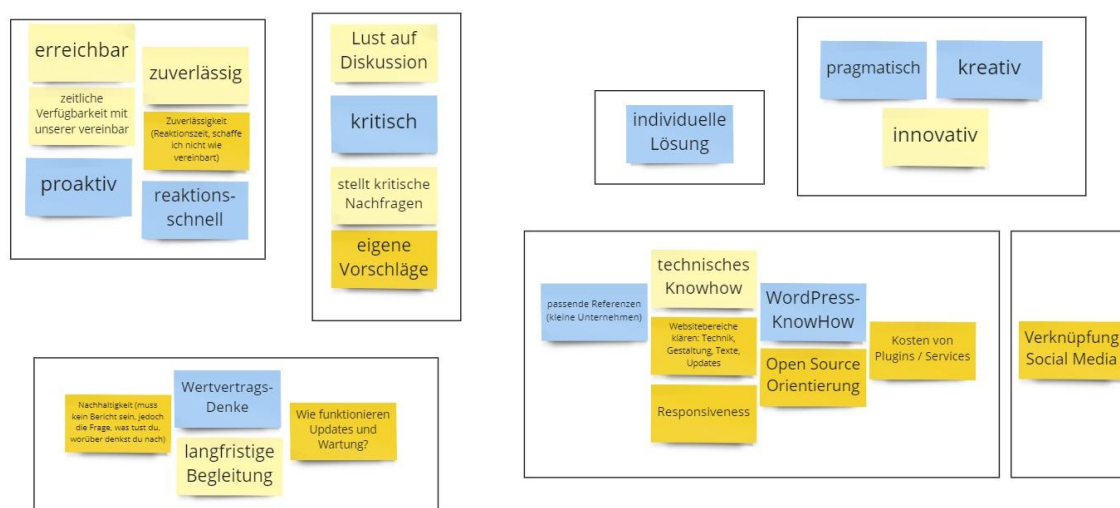 erreichbar
zuverlässig
zeitliche
Verfügbarkeit mit
unserer vereinbar
Zuverlässigkeit
(Reaktionszeit, schaffe
ich nicht wie
vereinbart)
proaktiv
reaktions-
schnell
Lust auf
Diskussion
kritisch
stellt kritische
Nachfragen
eigene
Vorschläge
individuelle
Lösung
pragmatisch
kreativ
innovativ
passende Referenzen
(kleine Unternehmen)
technisches
Knowhow
Websitebereiche
klären: Technik,
Gestaltung, Texte,
Updates
Responsiveness
WordPress-
KnowHow
Open Source
Orientierung
Kosten von
Plugins / Services
Verknüpfung
Social Media
Nachhaltigkeit (muss
kein Bericht sein, jedoch
die Frage, was tust du,
worüber denkst du nach)
Wertvertrags-
Denke
langfristige
Begleitung
Wie funktionieren
Updates und
Wartung?